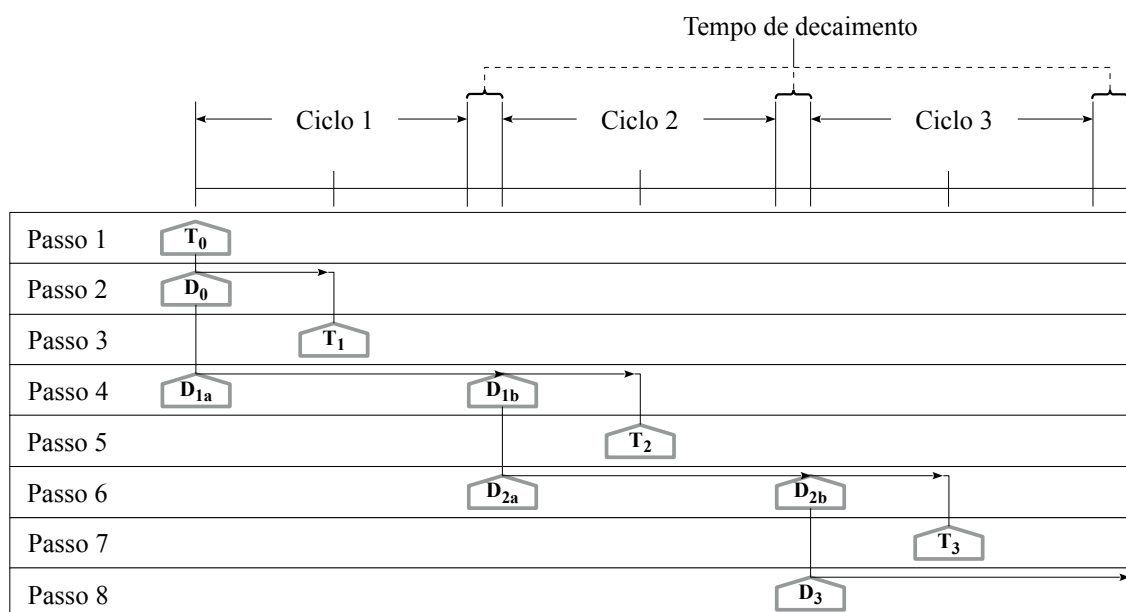 Tempo de decaimento
Ciclo 1 Ciclo 2 Ciclo 3
Passo 1 T0
Passo 2 D0
Passo 3 T1
Passo 4 D1a D1b
Passo 5 T2
Passo 6 D2a D2b
Passo 7 T3
Passo 8 D3